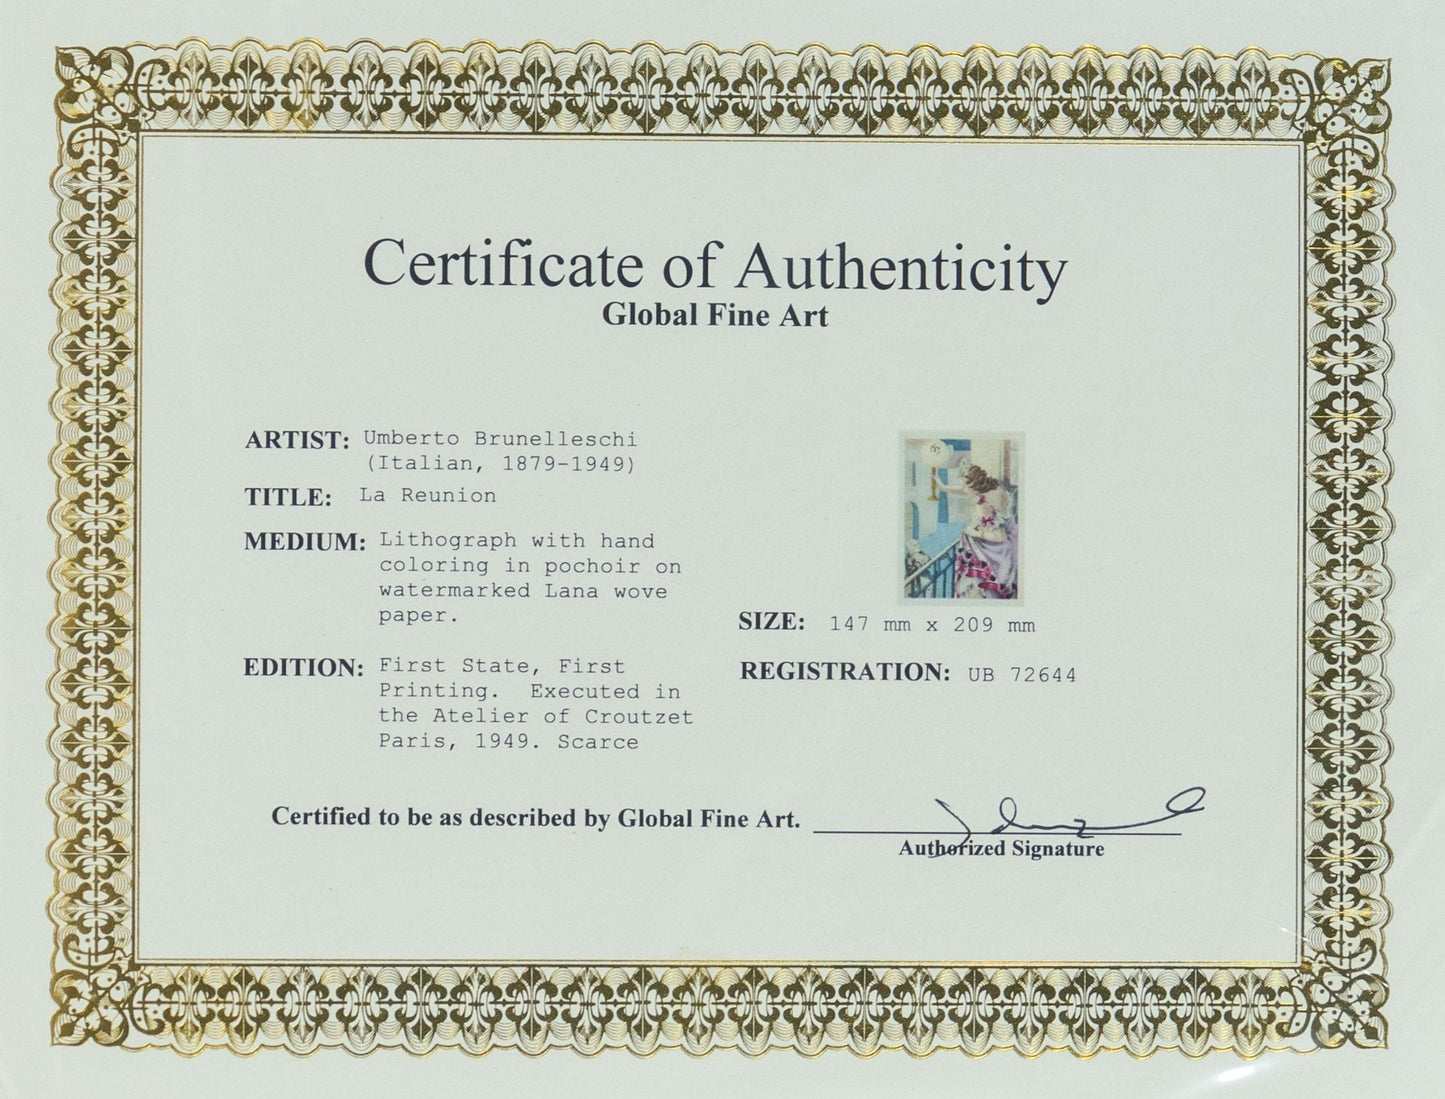 Certificate of Authenticity
Global Fine Art
ARTIST: Umberto Brunelleschi
(Italian, 1879-1949)
TITLE: La Reunion
MEDIUM: Lithograph with hand
coloring in pochoir on
watermarked Lana wove
paper.
EDITION: First State, First
Printing. Executed in
the Atelier of Croutzet
Paris, 1949. Scarce
SIZE: 147 mm x 209 mm
REGISTRATION: UB 72644
Certified to be as described by Global Fine Art.
Authorized Signature